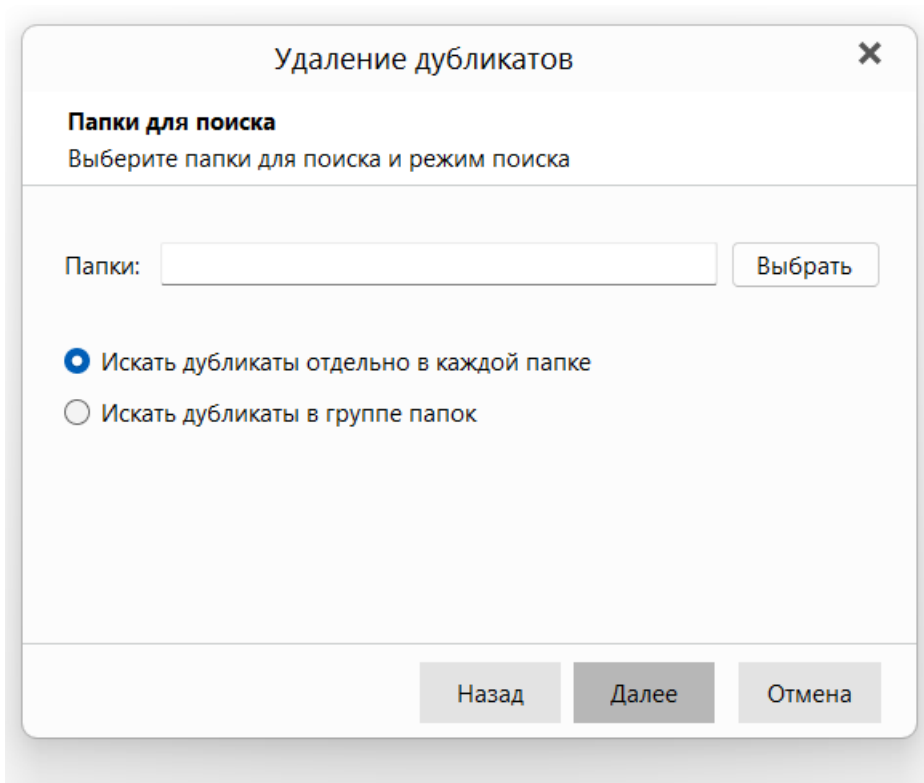 Удаление дубликатов
Папки для поиска
Выберите папки для поиска и режим поиска
Папки:
Выбрать
Искать дубликаты отдельно в каждой папке
Искать дубликаты в группе папок
Назад
Далее
Отмена